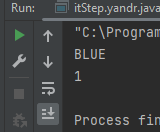 Run: itStep.yandr.java
"C:\Program
BLUE
1
Process fin